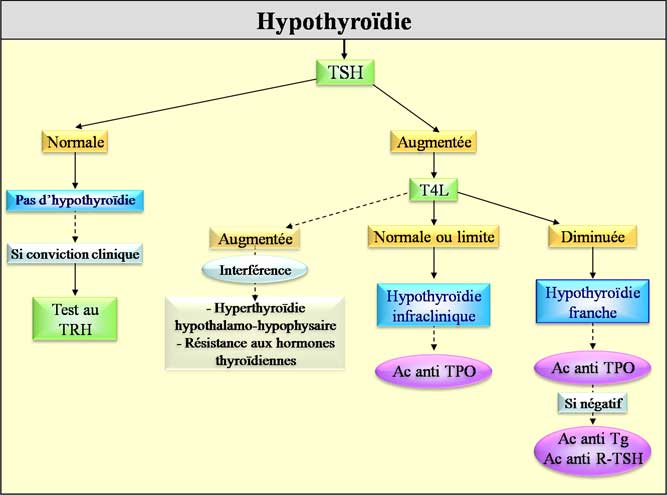 Hypothyroïdie
TSH
Normale
Augmentée
Pas d'hypothyroïdie
T4L
Si conviction clinique
Augmentée
Normale ou limite
Diminuée
Interférence
Test au
TRH
- Hyperthyroïdie
hypothalamo-hypophysaire
- Résistance aux hormones
thyroïdiennes
Hypothyroïdie
infraclinique
Hypothyroïdie
franche
Ac anti TPO
Ac anti TPO
Si négatif
Ac anti Tg
Ac anti R-TSH